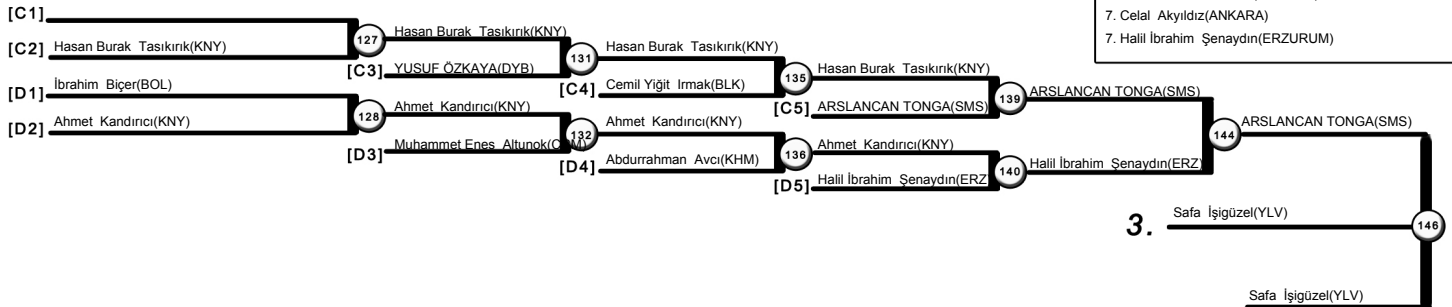 7. Celal Akyıldız(ANKARA)
7. Halil İbrahim Şenaydın(ERZURUM)
[C1]
[C2] Hasan Burak Tasıkırık(KNY)
127
Hasan Burak Tasıkırık(KNY)
[C3] YUSUF ÖZKAYA(DYB)
131
Hasan Burak Tasıkırık(KNY)
[C4] Cemil Yiğit Irmak(BLK)
135
Hasan Burak Tasıkırık(KNY)
[C5] ARSLANCAN TONGA(SMS)
139
ARSLANCAN TONGA(SMS)
[D1] İbrahim Biçer(BOL)
[D2] Ahmet Kandırıcı(KNY)
128
Ahmet Kandırıcı(KNY)
[D3] Muhammet Enes Altunok
132
Ahmet Kandırıcı(KNY)
[D4] Abdurrahman Avcı(KHM)
136
Ahmet Kandırıcı(KNY)
[D5] Halil İbrahim Şenaydın(ERZ
140
Halil İbrahim Şenaydın(ERZ)
144
ARSLANCAN TONGA(SMS)
3. Safa İşigüzel(YLV)
146
Safa İşigüzel(YLV)